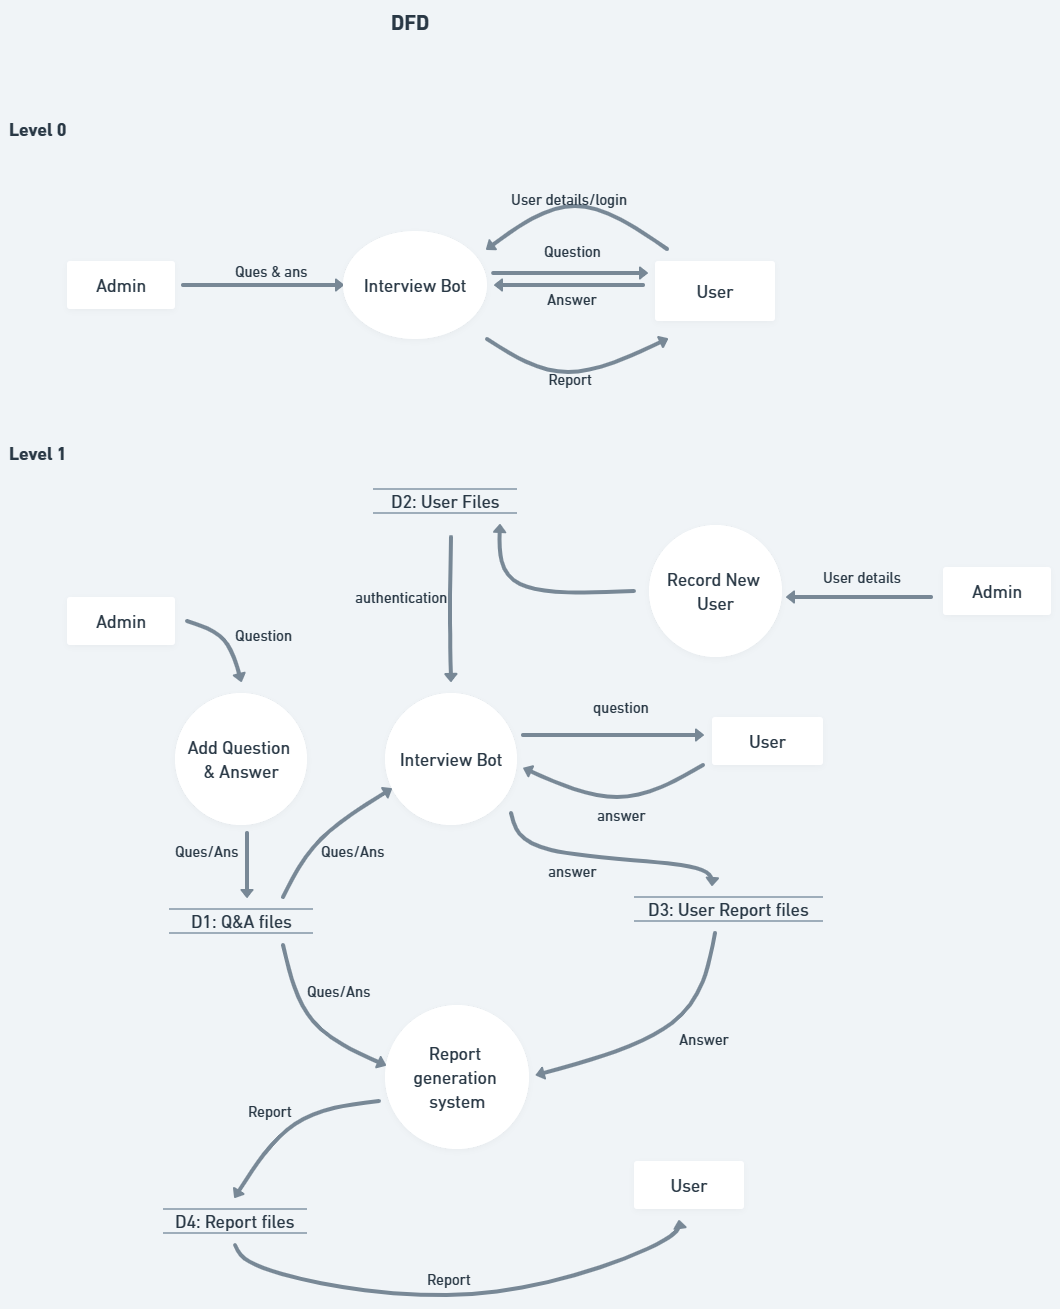 DFD
Level 0
User details/login
Question
Ques & ans
Admin
Interview Bot
User
Answer
Report
Level 1
D2: User Files
Record New
User
User details
Admin
authentication
Admin
Question
question
Add Question
& Answer
Interview Bot
User
answer
Ques/Ans
Ques/Ans
answer
D3: User Report files
D1: Q&A files
Ques/Ans
Answer
Report
generation
system
Report
User
D4: Report files
Report